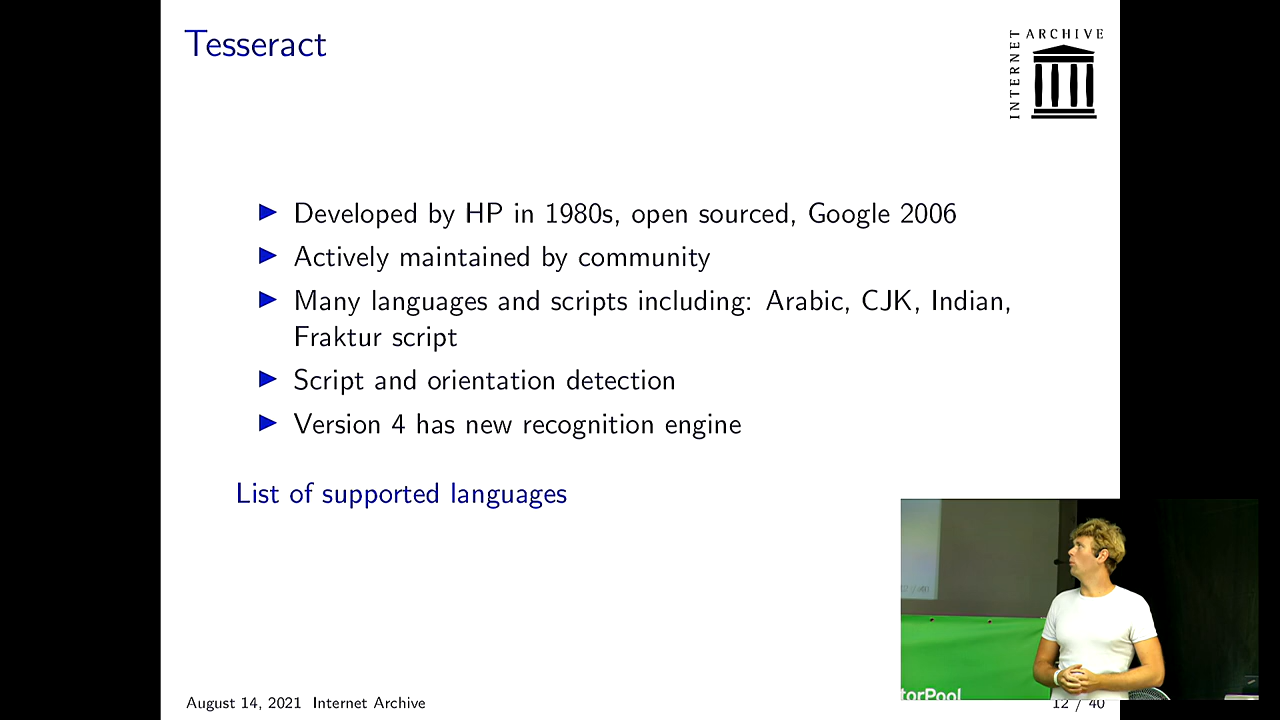 Tesseract
INTERNET ARCHIVE
Developed by HP in 1980s, open sourced, Google 2006
Actively maintained by community
Many languages and scripts including: Arabic, CJK, Indian,
Fraktur script
Script and orientation detection
Version 4 has new recognition engine
List of supported languages
torPool
August 14, 2021 Internet Archive
12 / 40